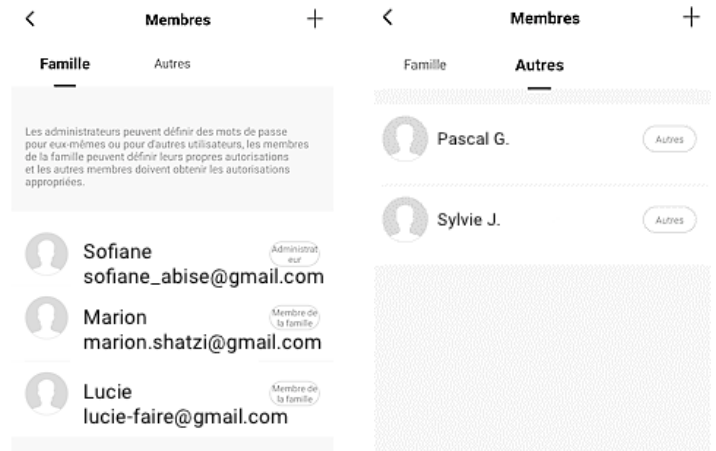 Membres
Famille Autres
Les administrateurs peuvent définir des mots de passe
pour eux-mêmes ou pour d'autres utilisateurs, les membres
de la famille peuvent définir leurs propres autorisations
et les autres membres doivent obtenir les autorisations
appropriées.
Sofiane
Administrat
eur
sofiane_abise@gmail.com
Marion
Membre de
la famille
marion.shatzi@gmail.com
Lucie
Membre de
la famille
lucie-faire@gmail.com
Membres
Famille Autres
Pascal G. Autres
Sylvie J. Autres